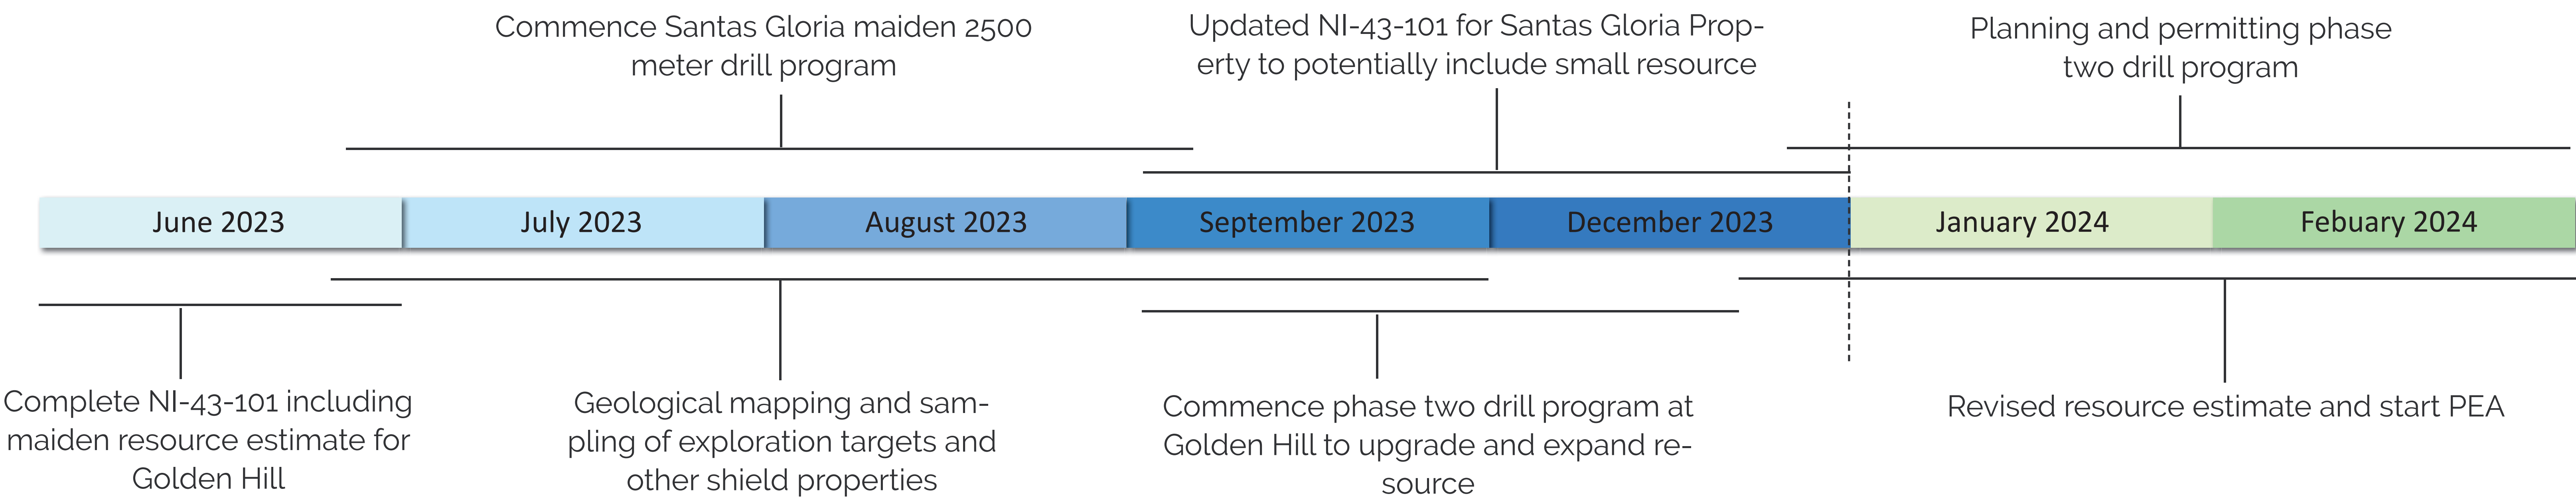 Commence Santas Gloria maiden 2500
meter drill program
Updated NI-43-101 for Santas Gloria Prop-
erty to potentially include small resource
Planning and permitting phase
two drill program
June 2023
July 2023
August 2023
September 2023
December 2023
January 2024
Febuary 2024
Complete NI-43-101 including
maiden resource estimate for
Golden Hill
Geological mapping and sam-
pling of exploration targets and
other shield properties
Commence phase two drill program at
Golden Hill to upgrade and expand re-
source
Revised resource estimate and start PEA